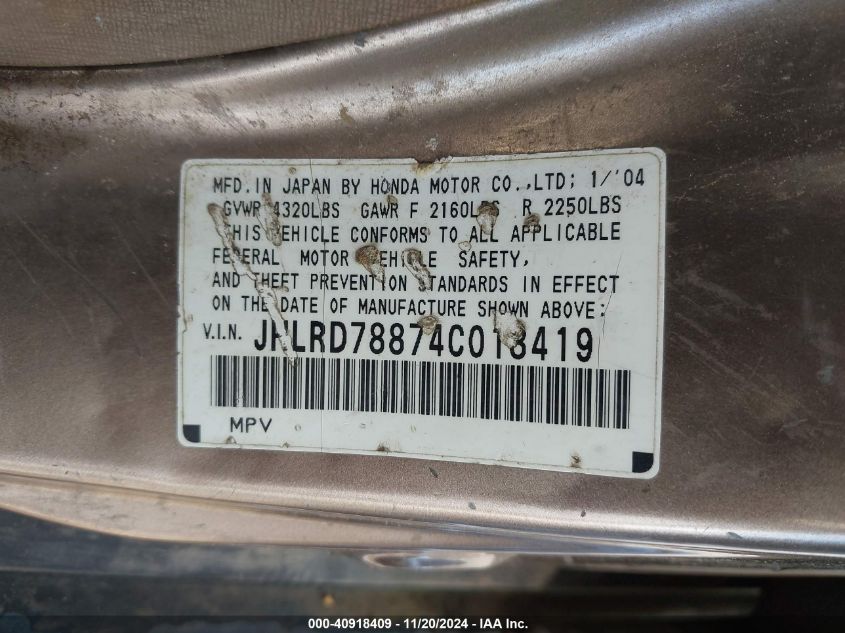 MFD. IN JAPAN BY HONDA MOTOR CO.,LTD; 1/'04
GVWR 4320LBS GAWR F 2160LBS R 2250LBS
THIS VEHICLE CONFORMS TO ALL APPLICABLE
FEDERAL MOTOR VEHICLE SAFETY,
AND THEFT PREVENTION STANDARDS IN EFFECT
ON THE DATE OF MANUFACTURE SHOWN ABOVE:
V.I.N. JHLRD78874C018419
MPV
000-40918409 - 11/20/2024 - IAAI Inc.